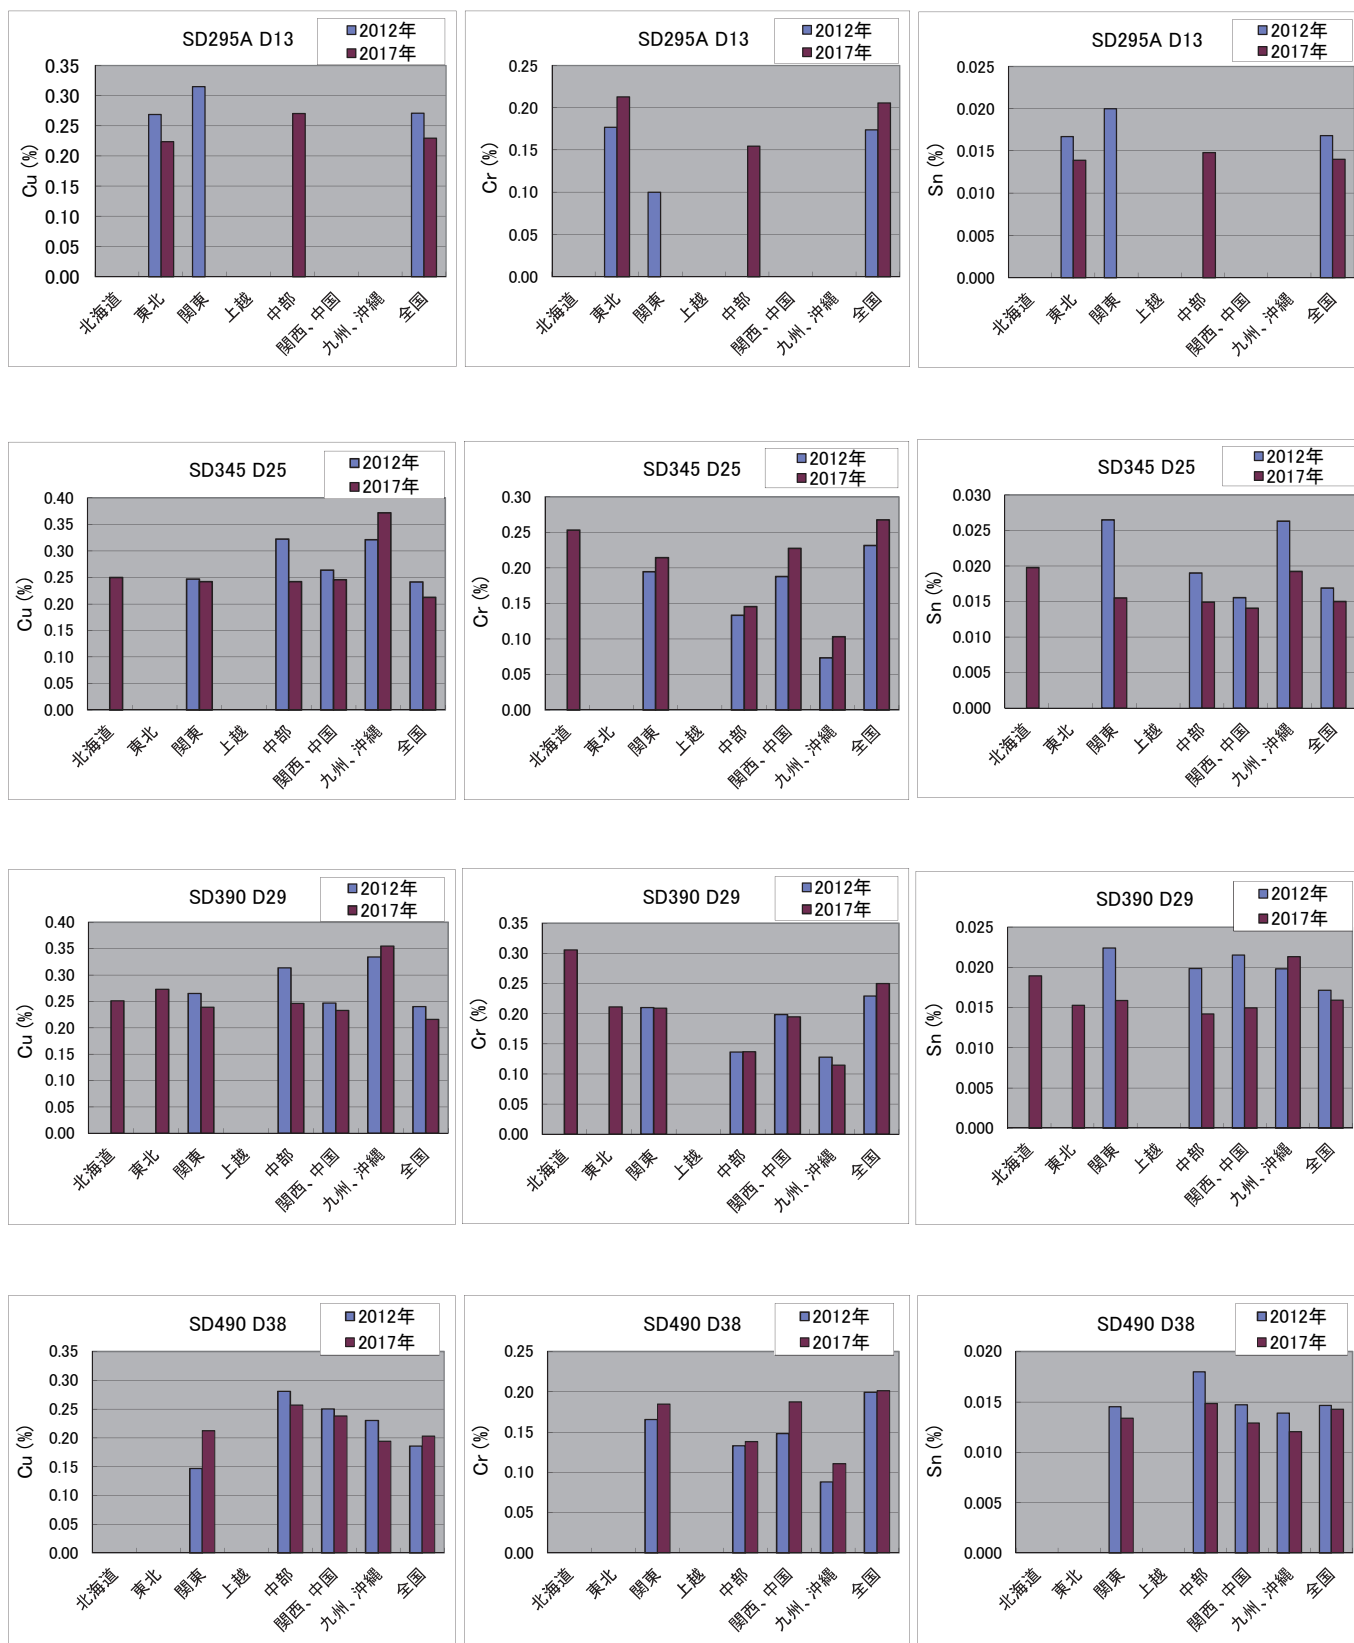 SD295A D13
2012年
2017年
Cu (%)
0.35
0.30
0.25
0.20
0.15
0.10
0.05
0.00
北海道
東北
関東
上越
中部
関西、中国
九州、沖縄
全国
SD295A D13
2012年
2017年
Cr (%)
0.25
0.20
0.15
0.10
0.05
0.00
北海道
東北
関東
上越
中部
関西、中国
九州、沖縄
全国
SD295A D13
2012年
2017年
Sn (%)
0.025
0.020
0.015
0.010
0.005
0.000
北海道
東北
関東
上越
中部
関西、中国
九州、沖縄
全国
SD345 D25
2012年
2017年
Cu (%)
0.40
0.35
0.30
0.25
0.20
0.15
0.10
0.05
0.00
北海道
東北
関東
上越
中部
関西、中国
九州、沖縄
全国
SD345 D25
2012年
2017年
Cr (%)
0.30
0.25
0.20
0.15
0.10
0.05
0.00
北海道
東北
関東
上越
中部
関西、中国
九州、沖縄
全国
SD345 D25
2012年
2017年
Sn (%)
0.030
0.025
0.020
0.015
0.010
0.005
0.000
北海道
東北
関東
上越
中部
関西、中国
九州、沖縄
全国
SD390 D29
2012年
2017年
Cu (%)
0.40
0.35
0.30
0.25
0.20
0.15
0.10
0.05
0.00
北海道
東北
関東
上越
中部
関西、中国
九州、沖縄
全国
SD390 D29
2012年
2017年
Cr (%)
0.35
0.30
0.25
0.20
0.15
0.10
0.05
0.00
北海道
東北
関東
上越
中部
関西、中国
九州、沖縄
全国
SD390 D29
2012年
2017年
Sn (%)
0.025
0.020
0.015
0.010
0.005
0.000
北海道
東北
関東
上越
中部
関西、中国
九州、沖縄
全国
SD490 D38
2012年
2017年
Cu (%)
0.35
0.30
0.25
0.20
0.15
0.10
0.05
0.00
北海道
東北
関東
上越
中部
関西、中国
九州、沖縄
全国
SD490 D38
2012年
2017年
Cr (%)
0.25
0.20
0.15
0.10
0.05
0.00
北海道
東北
関東
上越
中部
関西、中国
九州、沖縄
全国
SD490 D38
2012年
2017年
Sn (%)
0.020
0.015
0.010
0.005
0.000
北海道
東北
関東
上越
中部
関西、中国
九州、沖縄
全国